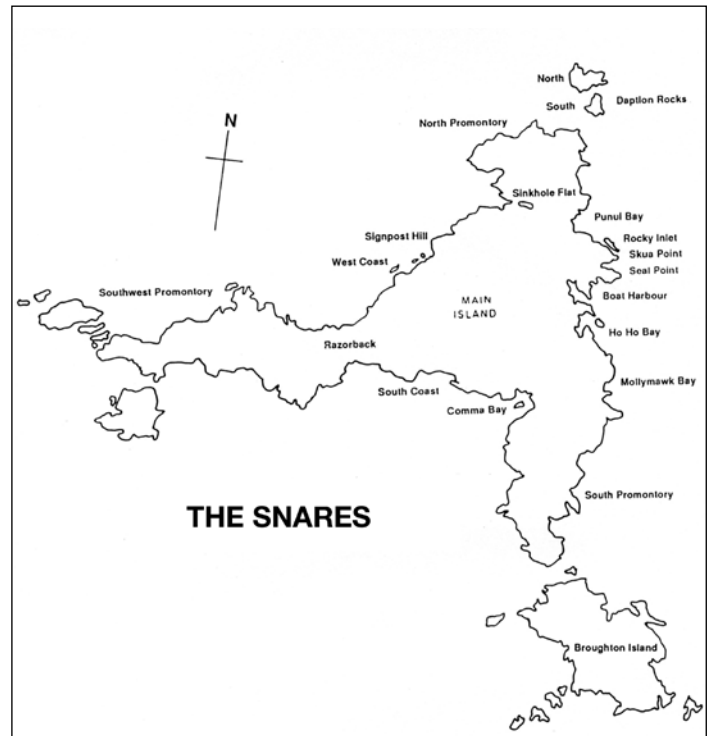 North
South
Daption Rocks
North Promontory
N
Sinkhole Flat
Punui Bay
Signpost Hill
Rocky Inlet
Skua Point
West Coast
Seal Point
Southwest Promontory
Boat Harbour
MAIN
ISLAND
Ho Ho Bay
Razorback
Mollymawk Bay
South Coast
Comma Bay
South Promontory
THE SNARES
Broughton Island